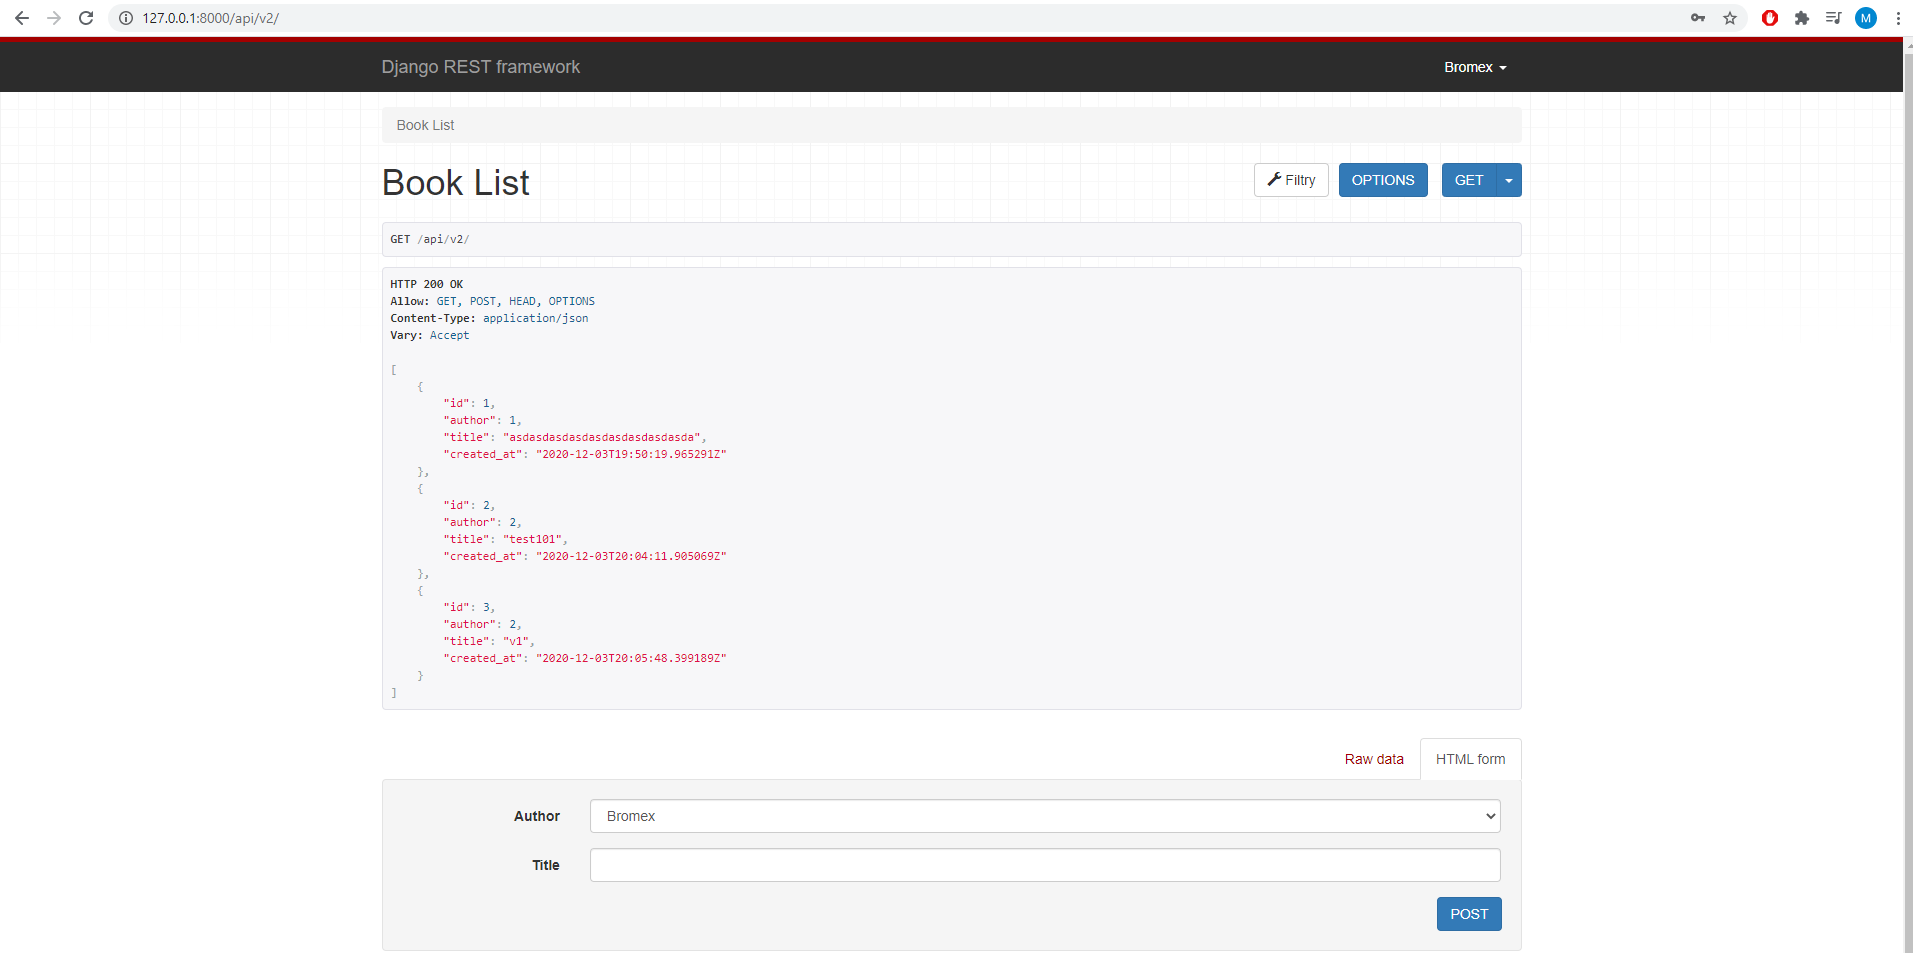 127.0.0.1:8000/api/v2/
M
Django REST framework
Bromex
Book List
Book List
Filtry
OPTIONS
GET
GET /api/v2/
HTTP 200 OK
Allow: GET, POST, HEAD, OPTIONS
Content-Type: application/json
Vary: Accept
[
    {
        "id": 1,
        "author": 1,
        "title": "asdasdasdasdasdasdasdasdasda",
        "created_at": "2020-12-03T19:50:19.965291Z"
    },
    {
        "id": 2,
        "author": 2,
        "title": "test101",
        "created_at": "2020-12-03T20:04:11.905069Z"
    },
    {
        "id": 3,
        "author": 2,
        "title": "v1",
        "created_at": "2020-12-03T20:05:48.399189Z"
    }
]
Raw data
HTML form
Author
Bromex
Title
POST